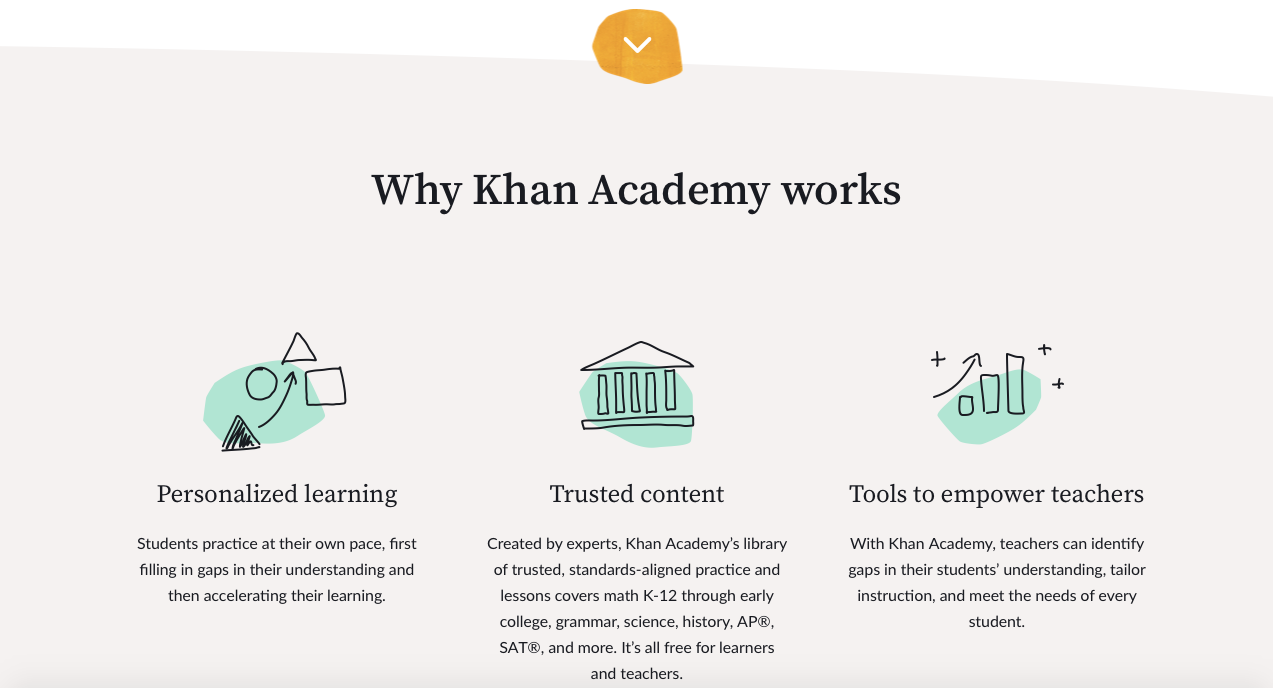 Why Khan Academy works
Personalized learning
Students practice at their own pace, first
filling in gaps in their understanding and
then accelerating their learning.
Trusted content
Created by experts, Khan Academy’s library
of trusted, standards-aligned practice and
lessons covers math K-12 through early
college, grammar, science, history, AP®,
SAT®, and more. It’s all free for learners
and teachers.
Tools to empower teachers
With Khan Academy, teachers can identify
gaps in their students’ understanding, tailor
instruction, and meet the needs of every
student.